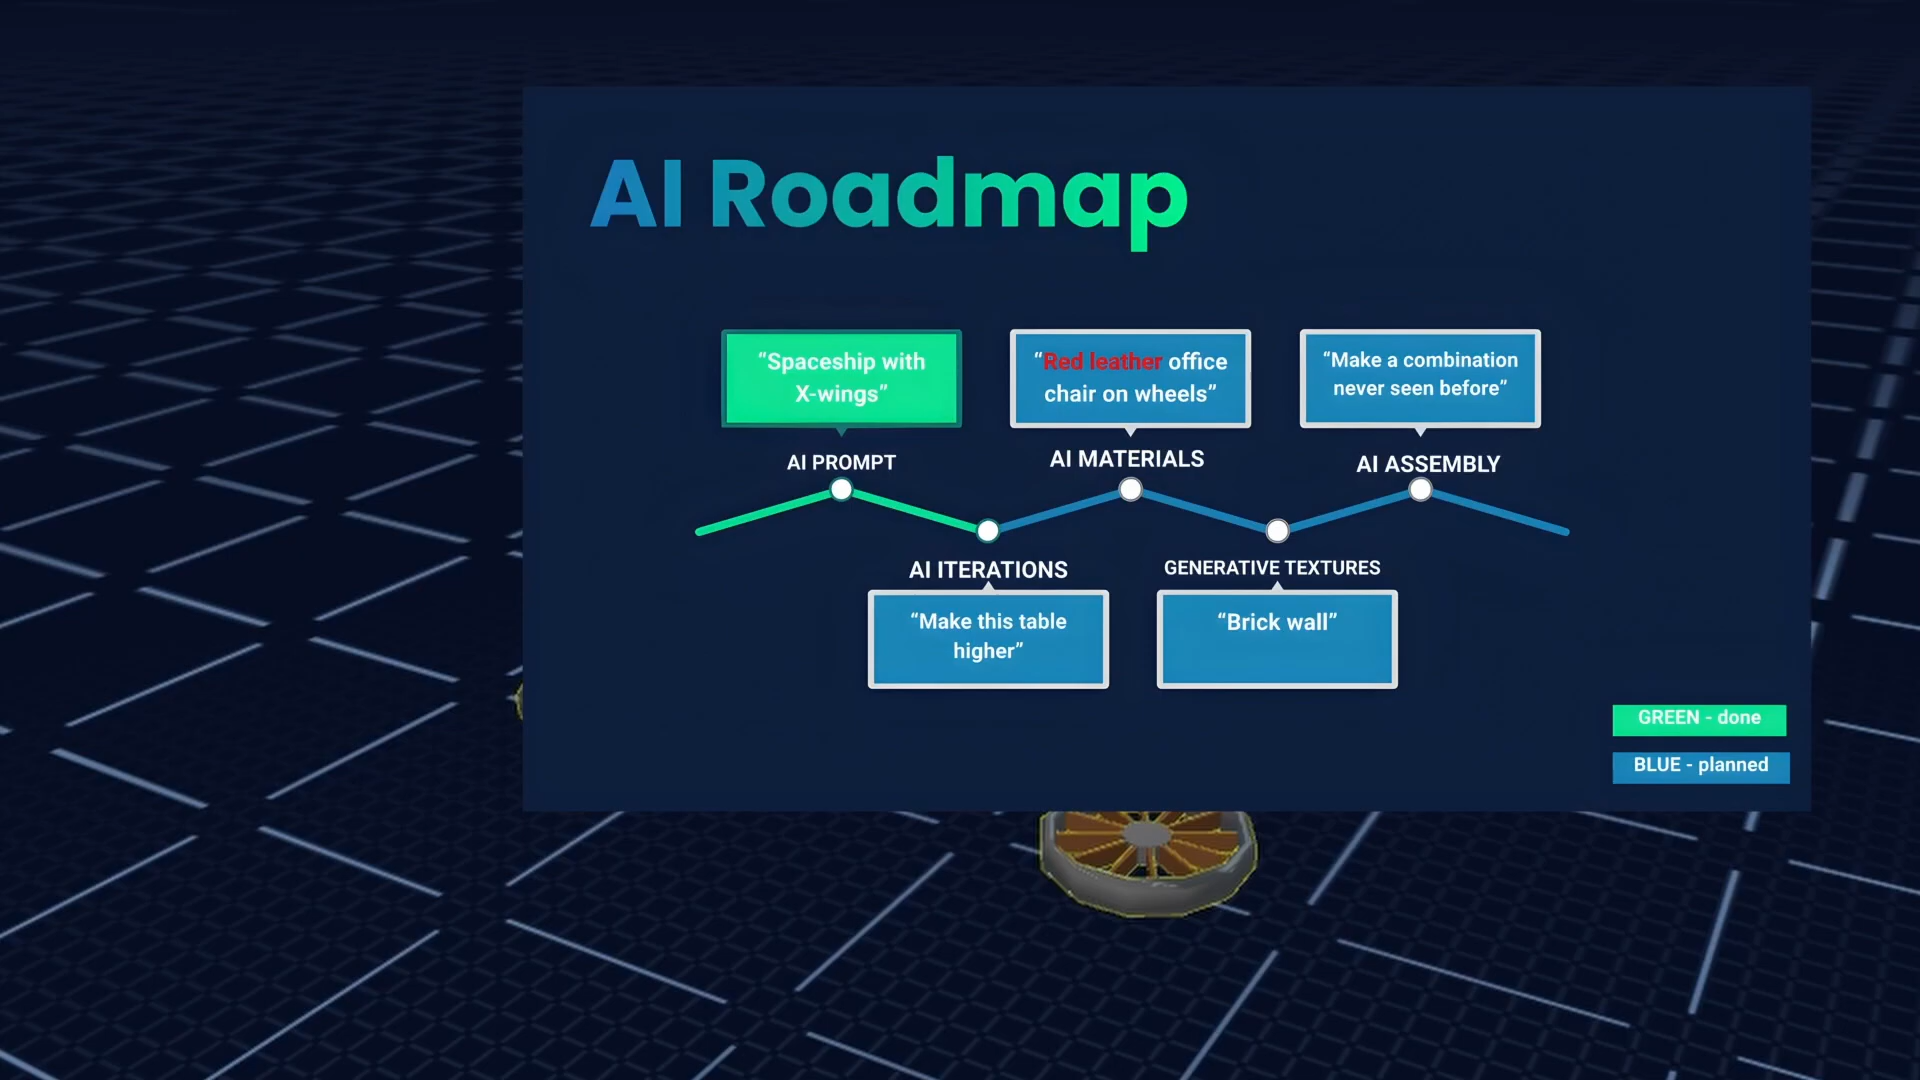 AI Roadmap
“Spaceship with
X-wings”
“Red leather office
chair on wheels”
“Make a combination
never seen before”
AI PROMPT
AI MATERIALS
AI ASSEMBLY
AI ITERATIONS
GENERATIVE TEXTURES
“Make this table
higher”
“Brick wall”
GREEN - done
BLUE - planned